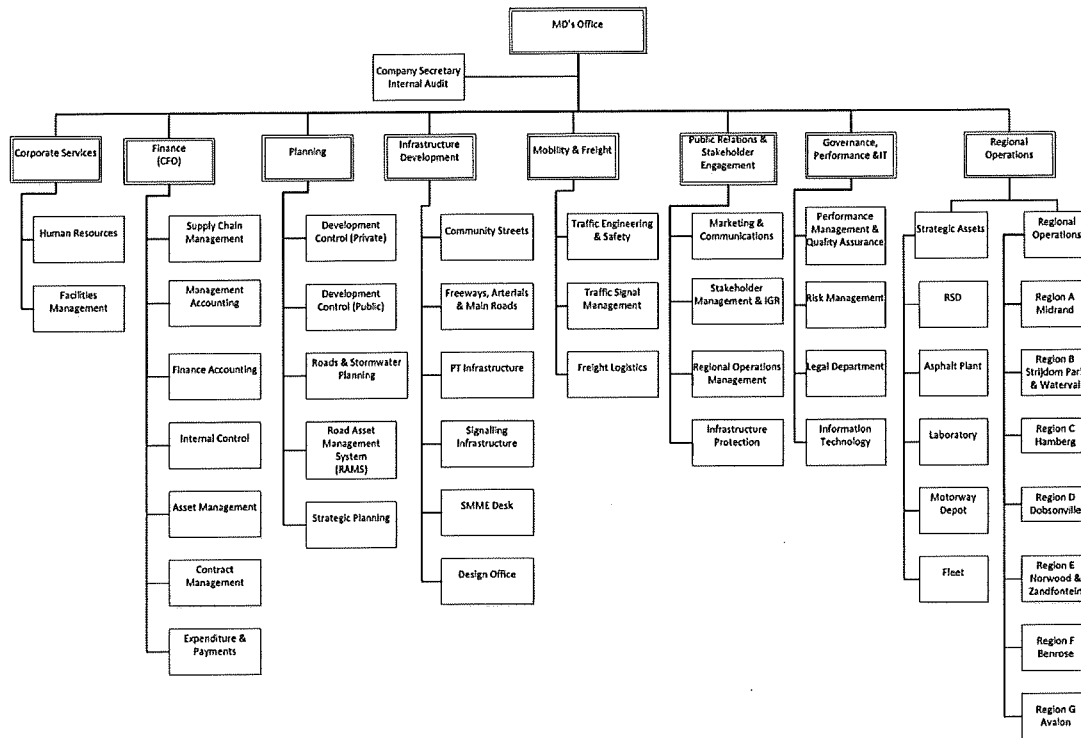 MD's Office
Company Secretary
Internal Audit
Corporate Services
Finance
(CFO)
Planning
Infrastructure
Development
Mobility & Freight
Public Relations &
Stakeholder
Engagement
Governance,
Performance &IT
Regional
Operations
Human Resources
Facilities
Management
Supply Chain
Management
Management
Accounting
Finance Accounting
Internal Control
Asset Management
Contract
Management
Expenditure &
Payments
Development
Control (Private)
Development
Control (Public)
Roads & Stormwater
Planning
Road Asset
Management
System
(RAMS)
Strategic Planning
Community Streets
Freeways, Arterials
& Main Roads
PT Infrastructure
Signalling
Infrastructure
SMME Desk
Design Office
Traffic Engineering
& Safety
Traffic Signal
Management
Freight Logistics
Marketing &
Communications
Stakeholder
Management & IGR
Regional Operations
Management
Infrastructure
Protection
Performance
Management &
Quality Assurance
Risk Management
Legal Department
Information
Technology
Strategic Assets
RSD
Asphalt Plant
Laboratory
Motorway
Depot
Fleet
Regional
Operations
Region A
Midrand
Region B
Strijdom Park
& Waterval
Region C
Hamberg
Region D
Dobsonville
Region E
Norwood &
Zandfontein
Region F
Benrose
Region G
Avalon